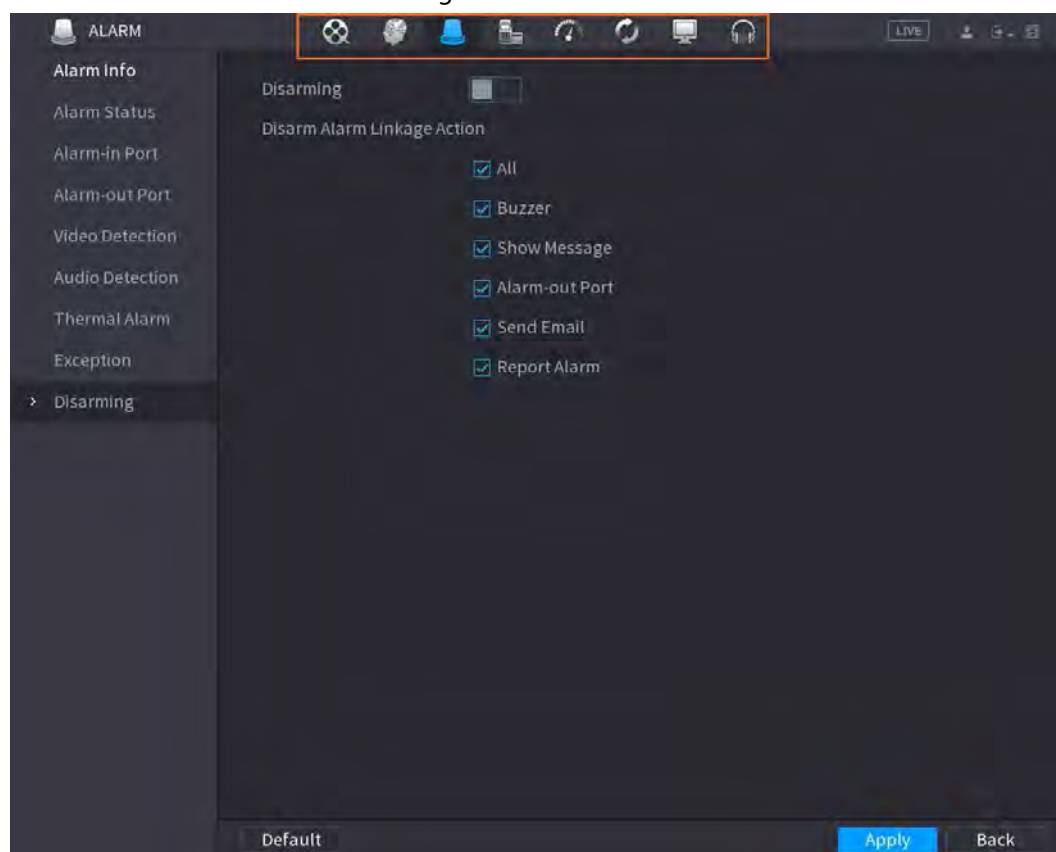 ALARM
LIVE
Alarm Info
Alarm Status
Alarm-in Port
Alarm-out Port
Video Detection
Audio Detection
Thermal Alarm
Exception
> Disarming
Disarming
Disarm Alarm Linkage Action
All
Buzzer
Show Message
Alarm-out Port
Send Email
Report Alarm
Default
Apply
Back